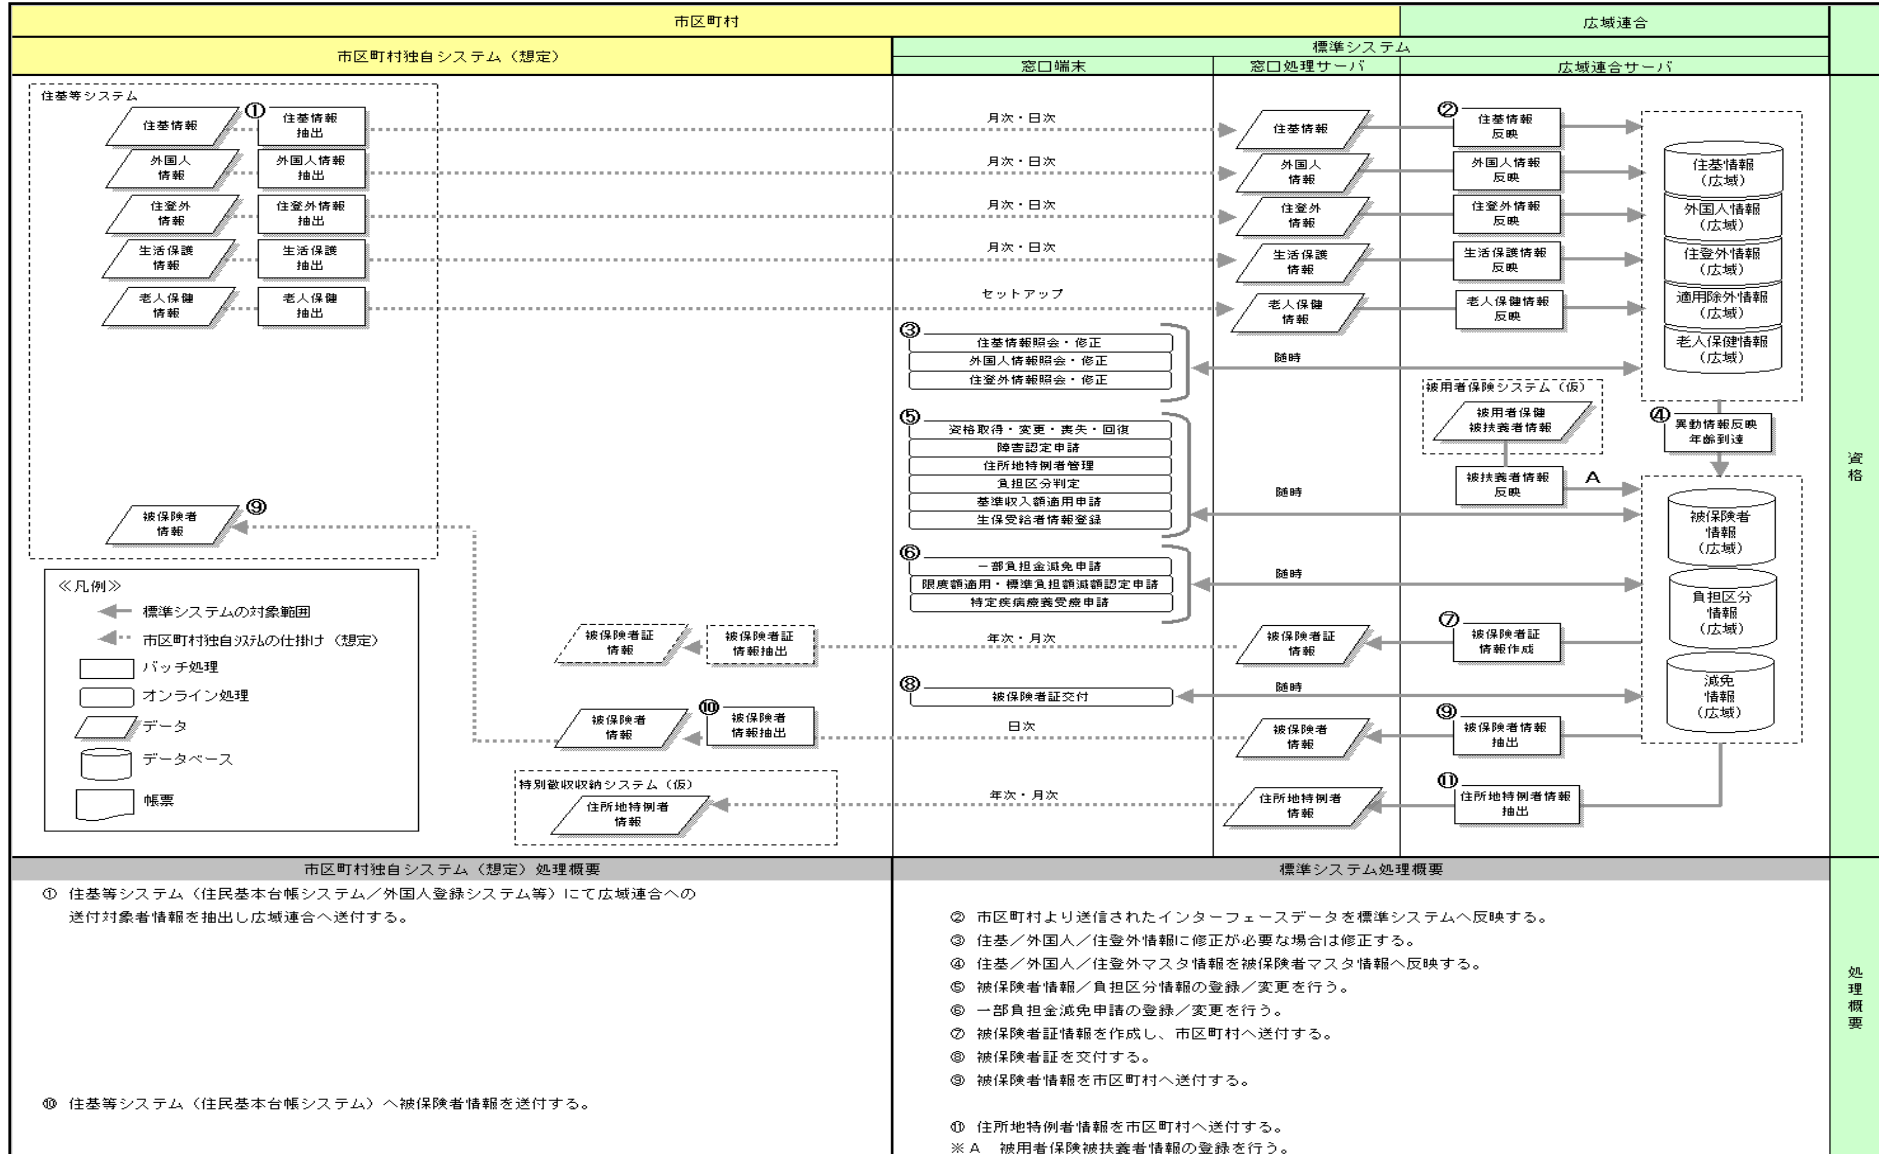 市区町村
広域連合
市区町村独自システム（想定）
標準システム
窓口端末
窓口処理サーバ
広域連合サーバ
資格
住基等システム
住基情報
①
住基情報
抽出
月次・日次
住基情報
②
住基情報
反映
外国人
情報
外国人情報
抽出
月次・日次
外国人
情報
外国人情報
反映
住登外
情報
住登外情報
抽出
月次・日次
住登外
情報
住登外情報
反映
生活保護
情報
生活保護
抽出
月次・日次
生活保護
情報
生活保護情報
反映
老人保健
情報
老人保健
抽出
セットアップ
老人保健
情報
老人保健情報
反映
住基情報
（広域）
外国人情報
（広域）
住登外情報
（広域）
適用除外情報
（広域）
老人保健情報
（広域）
③
住基情報照会・修正
外国人情報照会・修正
住登外情報照会・修正
随時
被用者保険システム（仮）
被用者保健
被扶養者情報
④
異動情報反映
年齢到達
⑤
資格取得・変更・喪失・回復
障害認定申請
住所地特例者管理
負担区分判定
基準収入額適用申請
生保受給者情報登録
随時
被扶養者情報
反映
A
被保険者
情報
⑨
被保険者
情報
（広域）
負担区分
情報
（広域）
減免
情報
（広域）
⑥
一部負担金減免申請
限度額適用・標準負担額減額認定申請
特定疾病療養受療申請
随時
≪凡例≫
標準システムの対象範囲
市区町村独自システムの仕掛け（想定）
バッチ処理
オンライン処理
データ
データベース
帳票
被保険者証
情報
被保険者証
情報抽出
年次・月次
被保険者証
情報
⑦
被保険者証
情報作成
⑧
被保険者証交付
随時
被保険者
情報
⑩
被保険者
情報抽出
日次
被保険者
情報
⑨
被保険者情報
抽出
特別徴収収納システム（仮）
住所地特例者
情報
年次・月次
住所地特例者
情報
⑪
住所地特例者情報
抽出
市区町村独自システム（想定）処理概要
標準システム処理概要
処理概要
① 住基等システム（住民基本台帳システム／外国人登録システム等）にて広域連合への
送付対象者情報を抽出し広域連合へ送付する。
② 市区町村より送信されたインターフェースデータを標準システムへ反映する。
③ 住基／外国人／住登外情報に修正が必要な場合は修正する。
④ 住基／外国人／住登外マスタ情報を被保険者マスタ情報へ反映する。
⑤ 被保険者情報／負担区分情報の登録／変更を行う。
⑥ 一部負担金減免申請の登録／変更を行う。
⑦ 被保険者証情報を作成し、市区町村へ送付する。
⑧ 被保険者証を交付する。
⑨ 被保険者情報を市区町村へ送付する。
⑩ 住基等システム（住民基本台帳システム）へ被保険者情報を送付する。
⑪ 住所地特例者情報を市区町村へ送付する。
※A 被用者保険被扶養者情報の登録を行う。